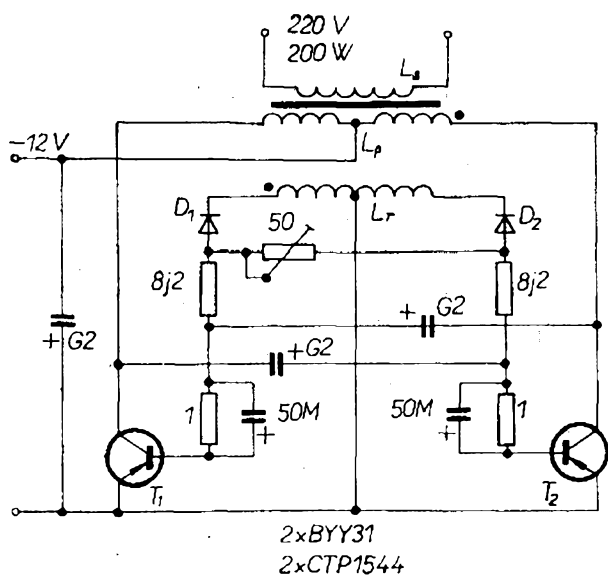 220 V
200 W
Ls
−12 V
Lp
D1
50
Lr
D2
8j2
8j2
+ G2
+ G2
+ G2
1
50M
+
50M
+
1
T1
T2
2xBYY31
2xCTP1544